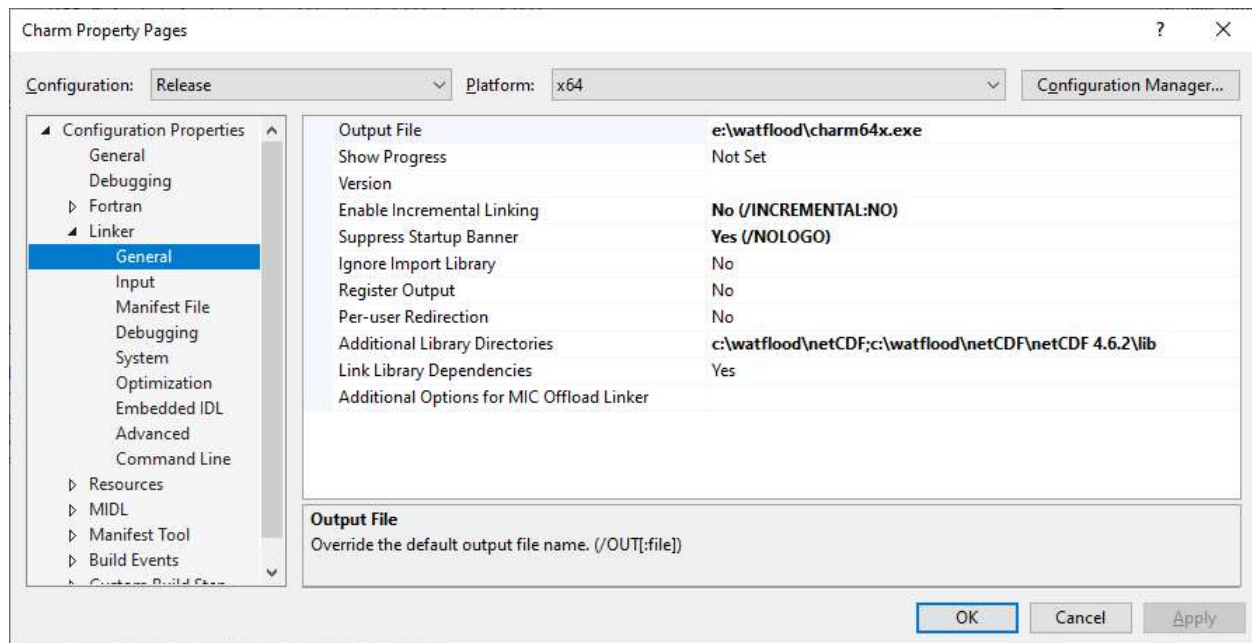 Charm Property Pages
?
Configuration: Release Platform: x64 Configuration Manager...
Configuration Properties
General
Debugging
Fortran
Linker
General
Input
Manifest File
Debugging
System
Optimization
Embedded IDL
Advanced
Command Line
Resources
MIDL
Manifest Tool
Build Events
Custom Build Step
Output File e:\watflood\charm64x.exe
Show Progress Not Set
Version
Enable Incremental Linking No (/INCREMENTAL:NO)
Suppress Startup Banner Yes (/NOLOGO)
Ignore Import Library No
Register Output No
Per-user Redirection No
Additional Library Directories c:\watflood\netCDF;c:\watflood\netCDF\netCDF 4.6.2\lib
Link Library Dependencies Yes
Additional Options for MIC Offload Linker
Output File
Override the default output file name. (/OUT[:file])
OK Cancel Apply